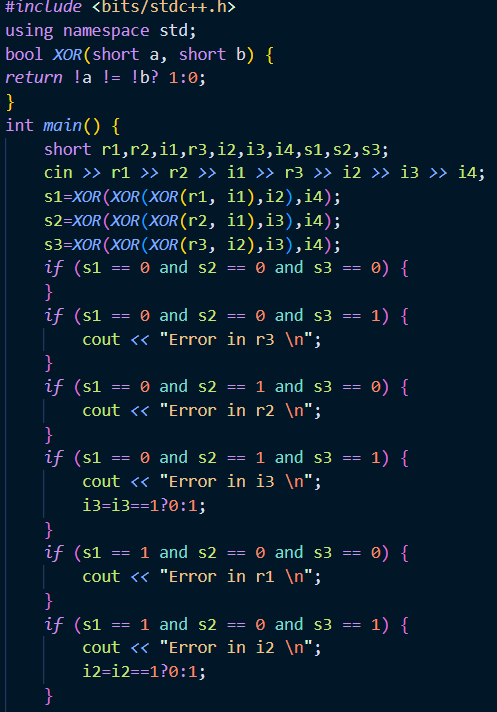 #include <bits/stdc++.h>
using namespace std;
bool XOR(short a, short b) {
return !a != !b? 1:0;
}
int main() {
    short r1,r2,i1,r3,i2,i3,i4,s1,s2,s3;
    cin >> r1 >> r2 >> i1 >> r3 >> i2 >> i3 >> i4;
    s1=XOR(XOR(XOR(r1, i1),i2),i4);
    s2=XOR(XOR(XOR(r2, i1),i3),i4);
    s3=XOR(XOR(XOR(r3, i2),i3),i4);
    if (s1 == 0 and s2 == 0 and s3 == 0) {
    }
    if (s1 == 0 and s2 == 0 and s3 == 1) {
        cout << "Error in r3 \n";
    }
    if (s1 == 0 and s2 == 1 and s3 == 0) {
        cout << "Error in r2 \n";
    }
    if (s1 == 0 and s2 == 1 and s3 == 1) {
        cout << "Error in i3 \n";
        i3=i3==1?0:1;
    }
    if (s1 == 1 and s2 == 0 and s3 == 0) {
        cout << "Error in r1 \n";
    }
    if (s1 == 1 and s2 == 0 and s3 == 1) {
        cout << "Error in i2 \n";
        i2=i2==1?0:1;
    }